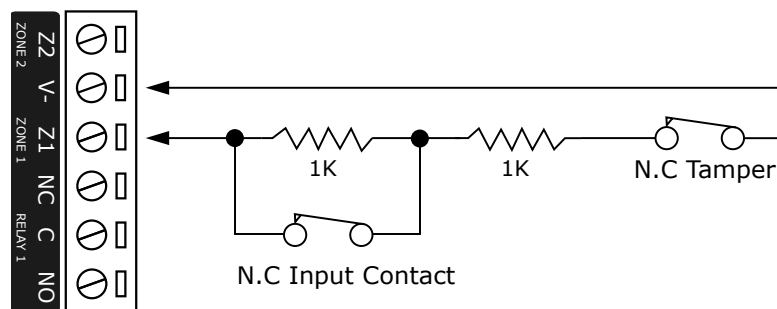 Z2
ZONE 2
V-
Z1
ZONE 1
NC
C
RELAY 1
NO
1K
1K
N.C Tamper
N.C Input Contact